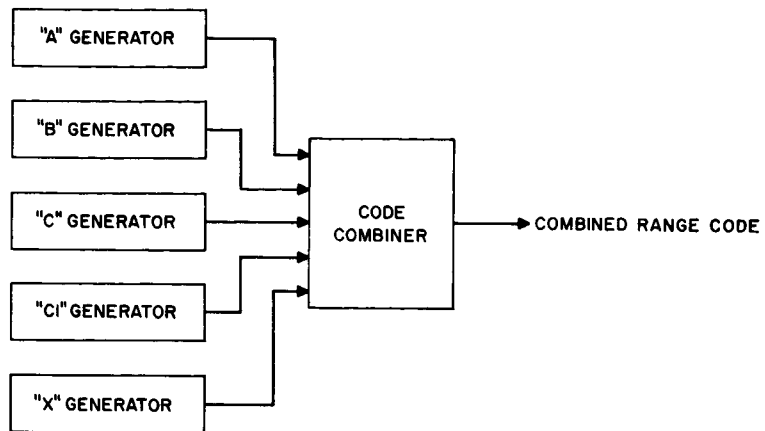 "A" GENERATOR
"B" GENERATOR
"C" GENERATOR
"CI" GENERATOR
"X" GENERATOR
CODE
COMBINER
COMBINED RANGE CODE